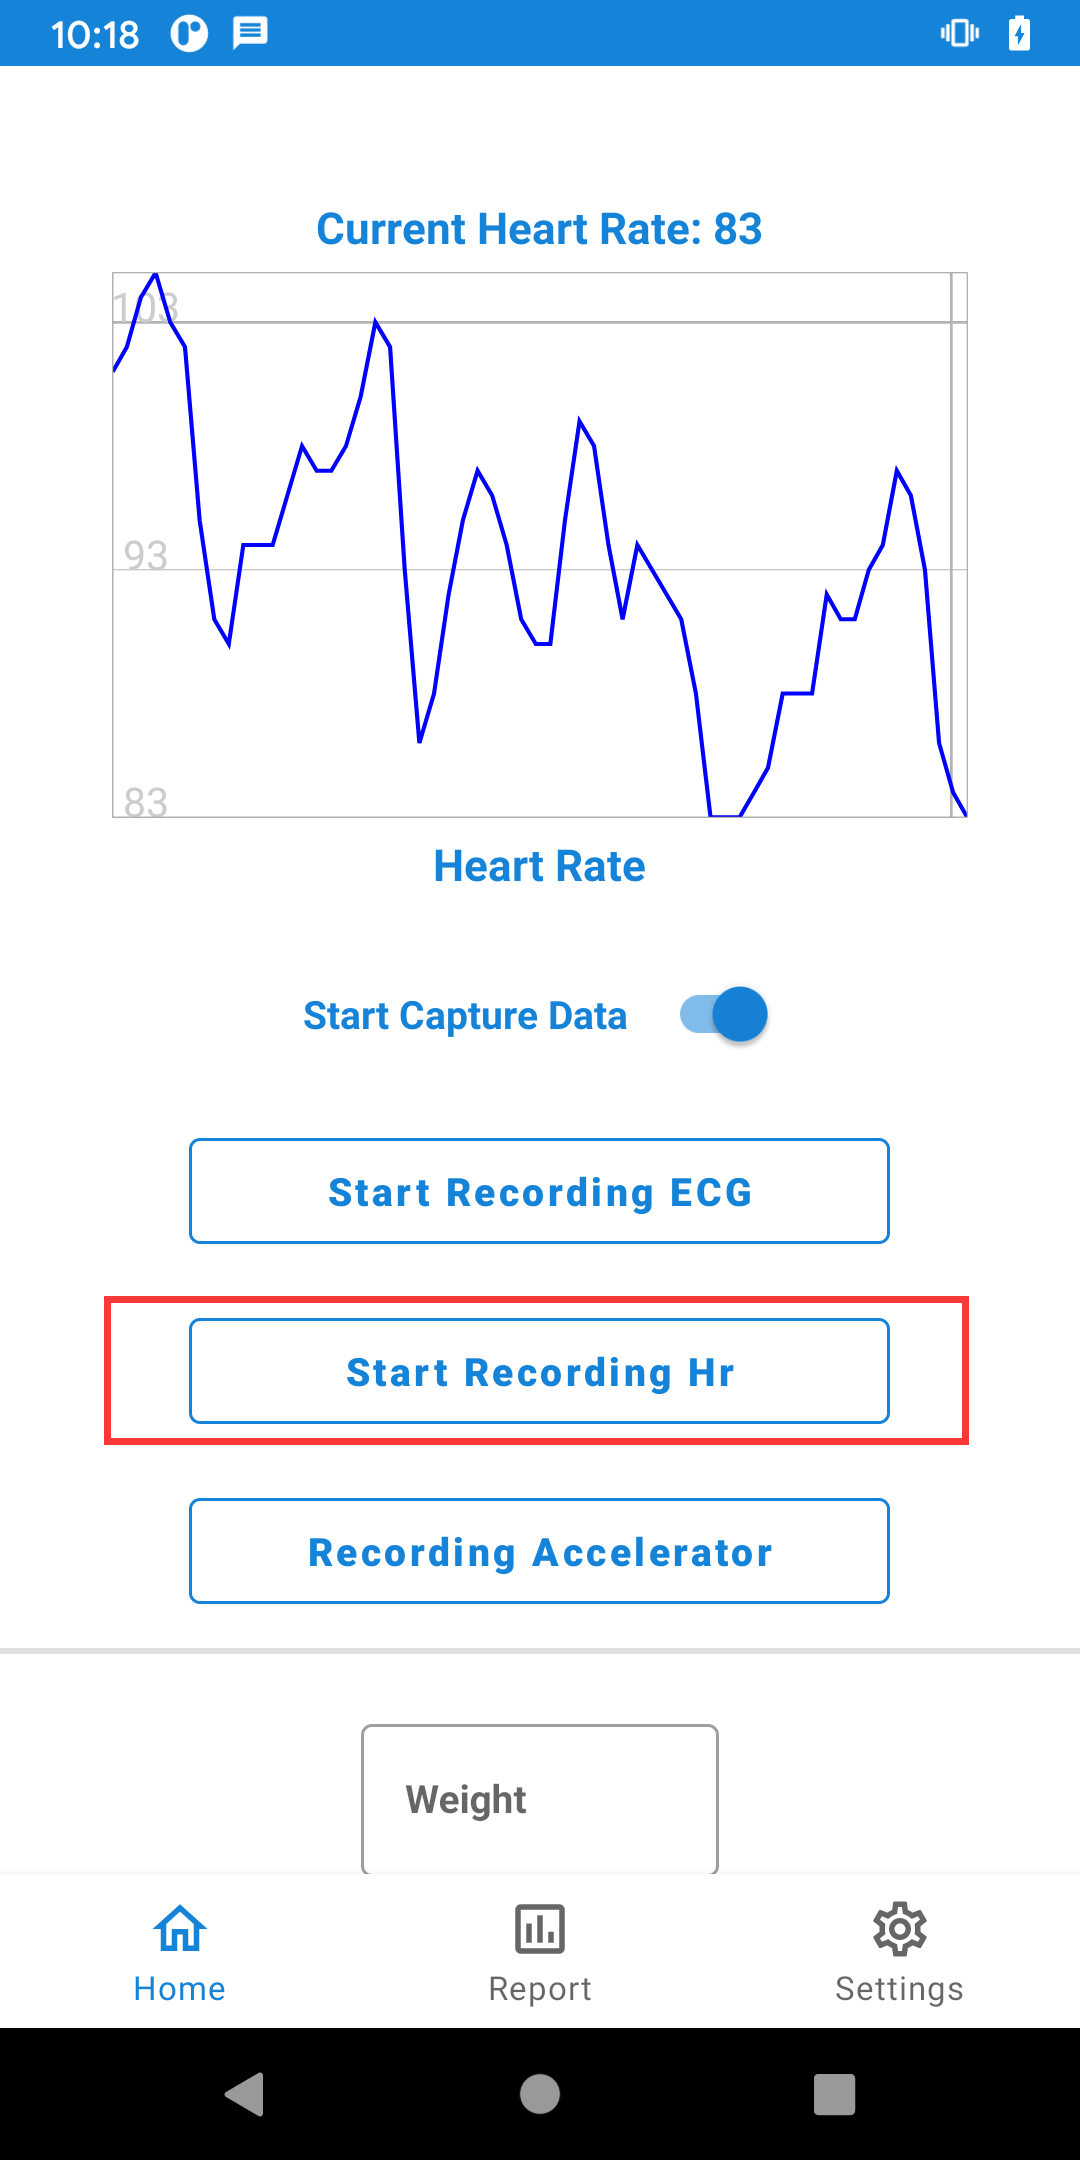 10:18
Current Heart Rate: 83
103
93
83
Heart Rate
Start Capture Data
Start Recording ECG
Start Recording Hr
Recording Accelerator
Weight
Home
Report
Settings